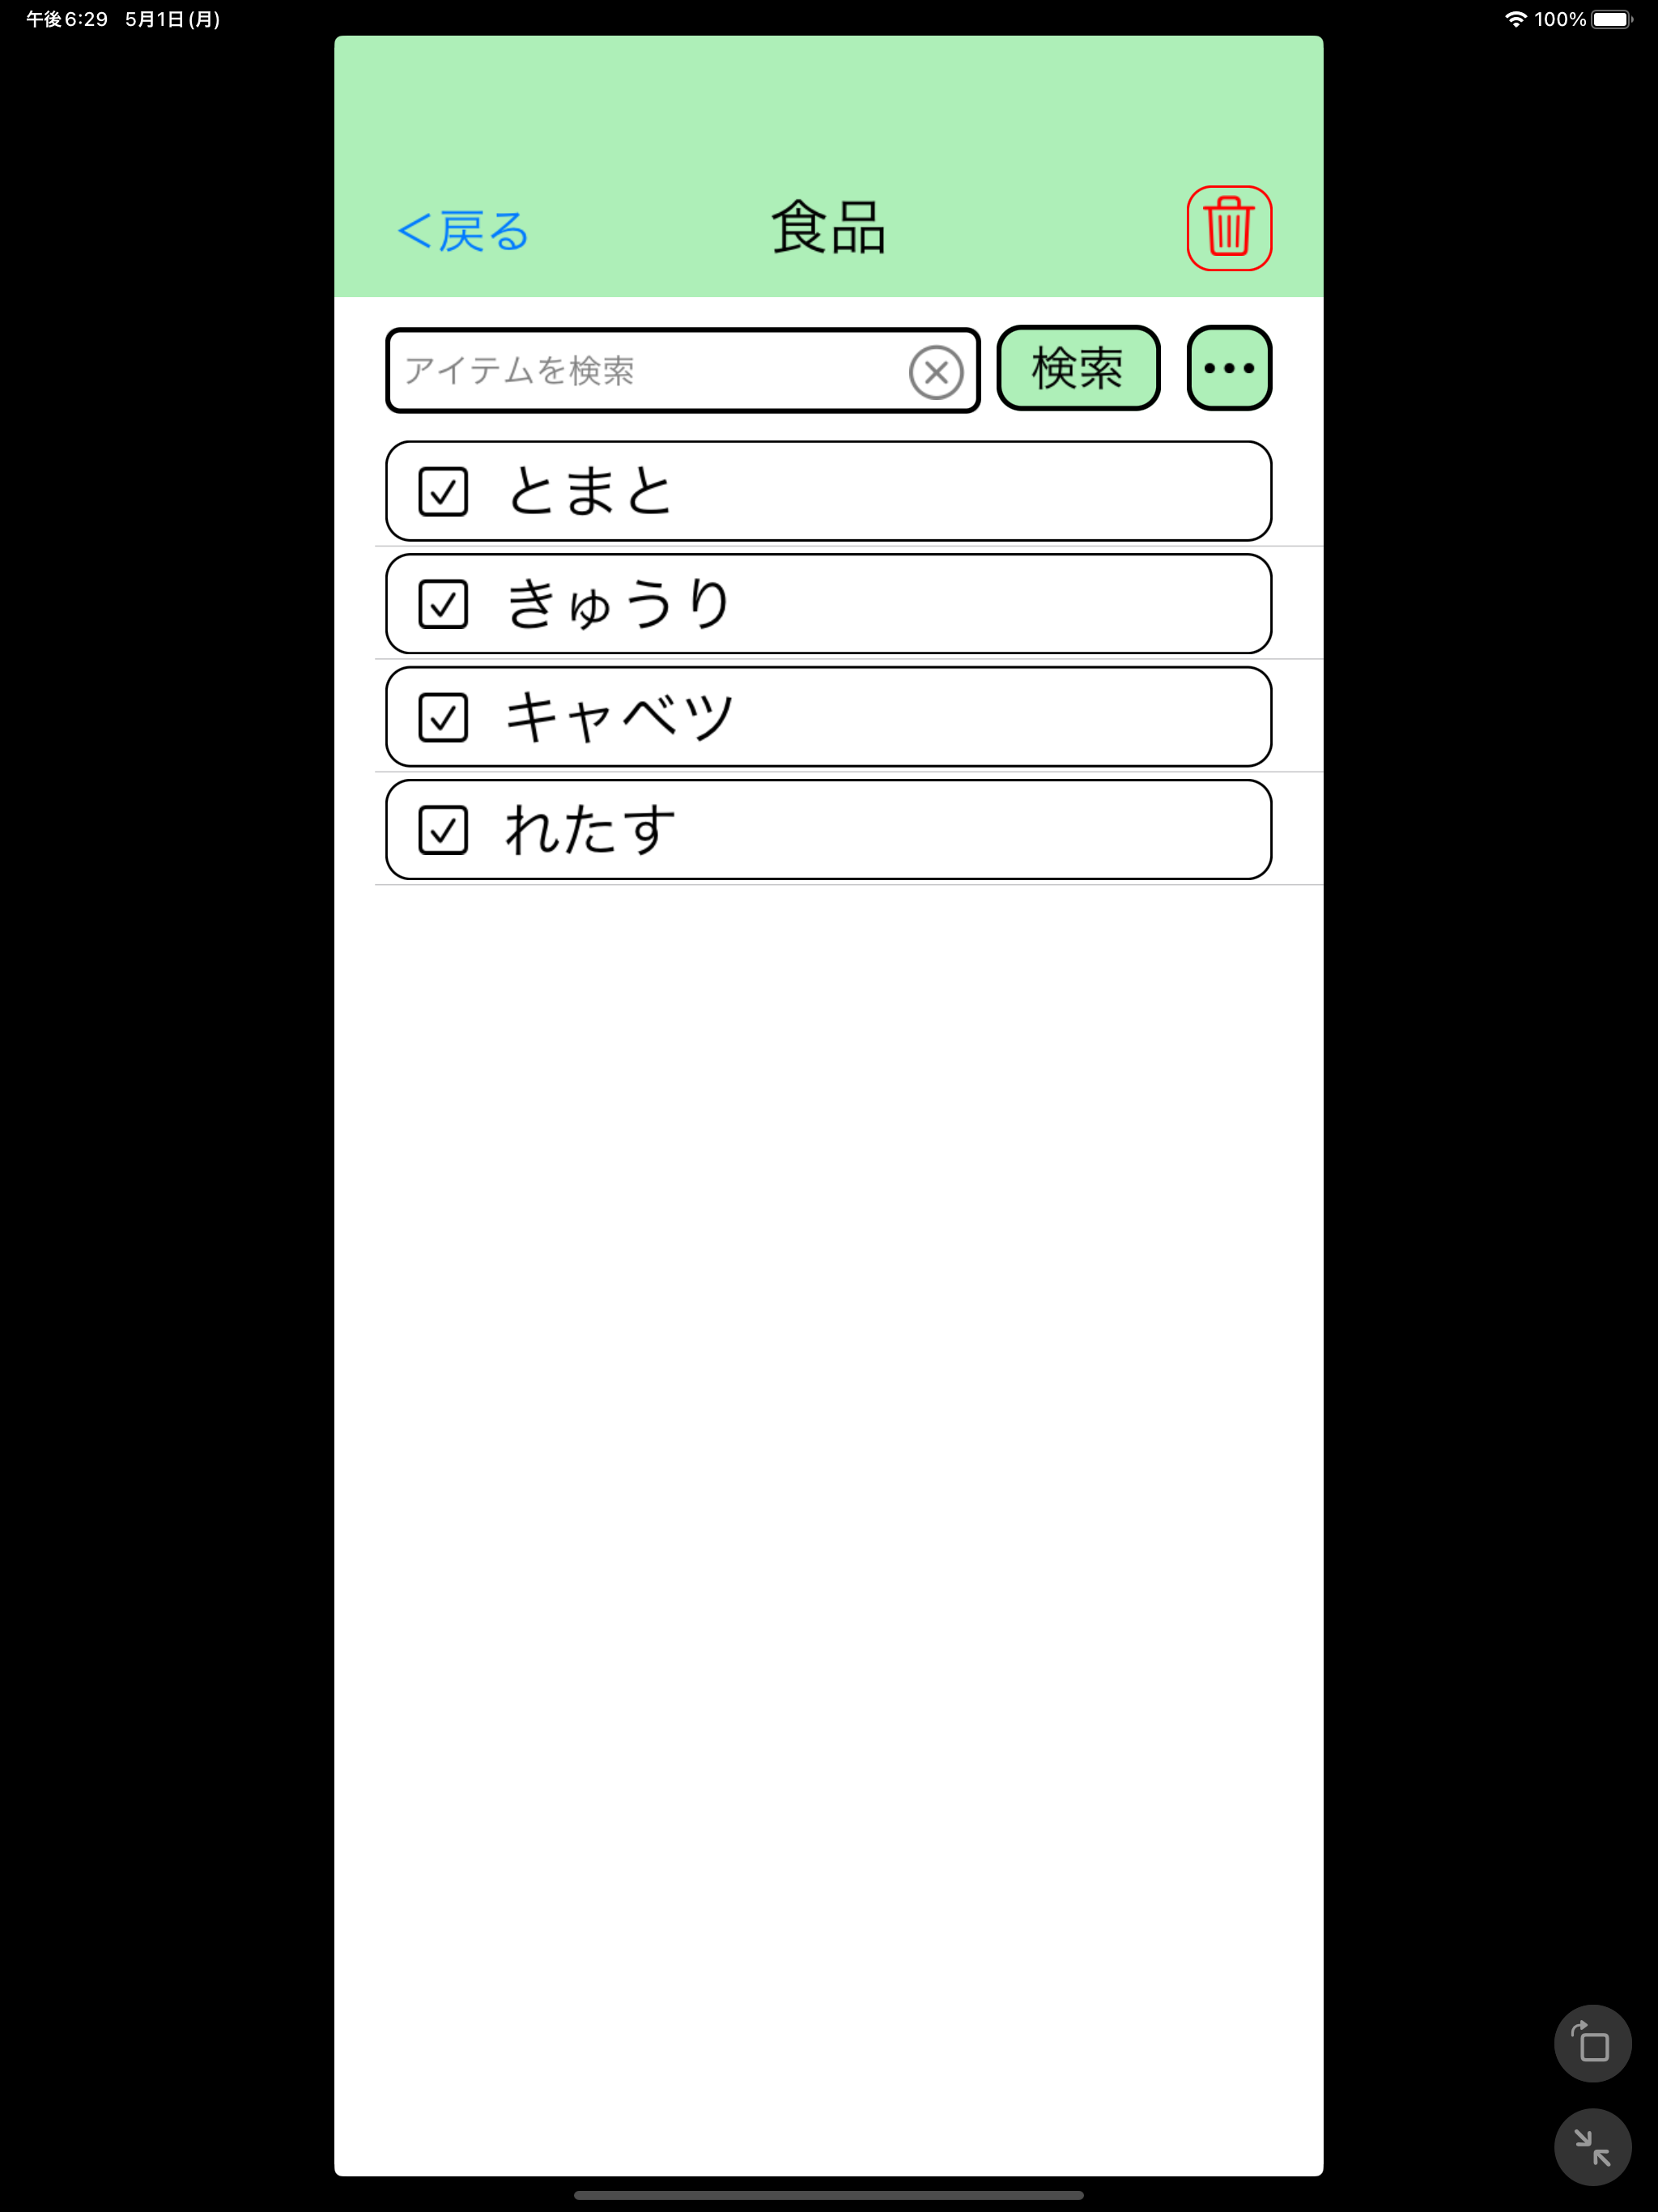 午後6:29 5月1日(月) 100%
<戻る 食品
アイテムを検索 検索 •••
とまと
きゅうり
キャベツ
れたす